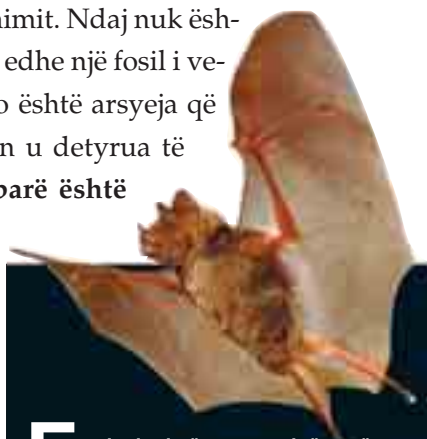 imit. Ndaj nuk ësh-
edhe një fosil i ve-
o është arsyeja që
n u detyrua të
parë është